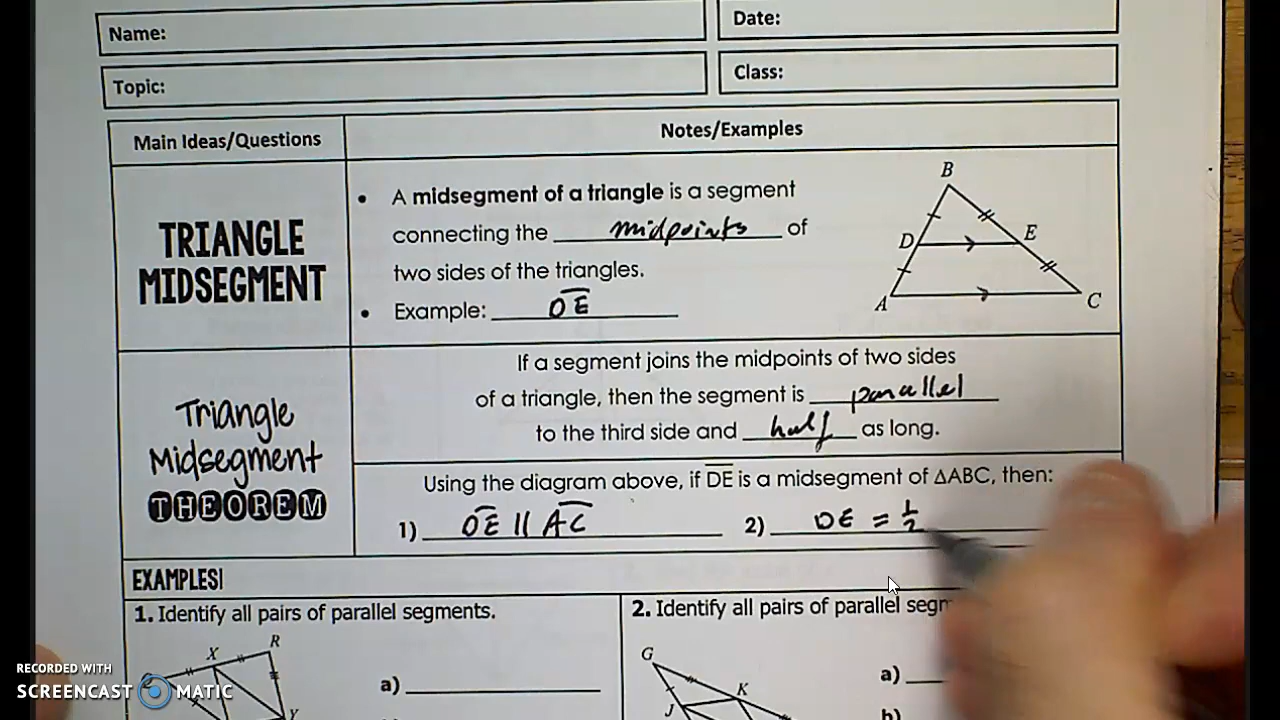 Name:
Date:
Topic:
Class:
Main Ideas/Questions
Notes/Examples
TRIANGLE
MIDSEGMENT
• A midsegment of a triangle is a segment
connecting the midpoints of
two sides of the triangles.
• Example: DE
B
D
E
A
C
Triangle
Midsegment
THEOREM
If a segment joins the midpoints of two sides
of a triangle, then the segment is parallel
to the third side and half as long.
Using the diagram above, if DE is a midsegment of ΔABC, then:
1) DE || AC
2) DE = 1/2
EXAMPLES!
1. Identify all pairs of parallel segments.
X
R
Y
a)
2. Identify all pairs of parallel
G
K
J
a)
b)
RECORDED WITH
SCREENCAST MATIC